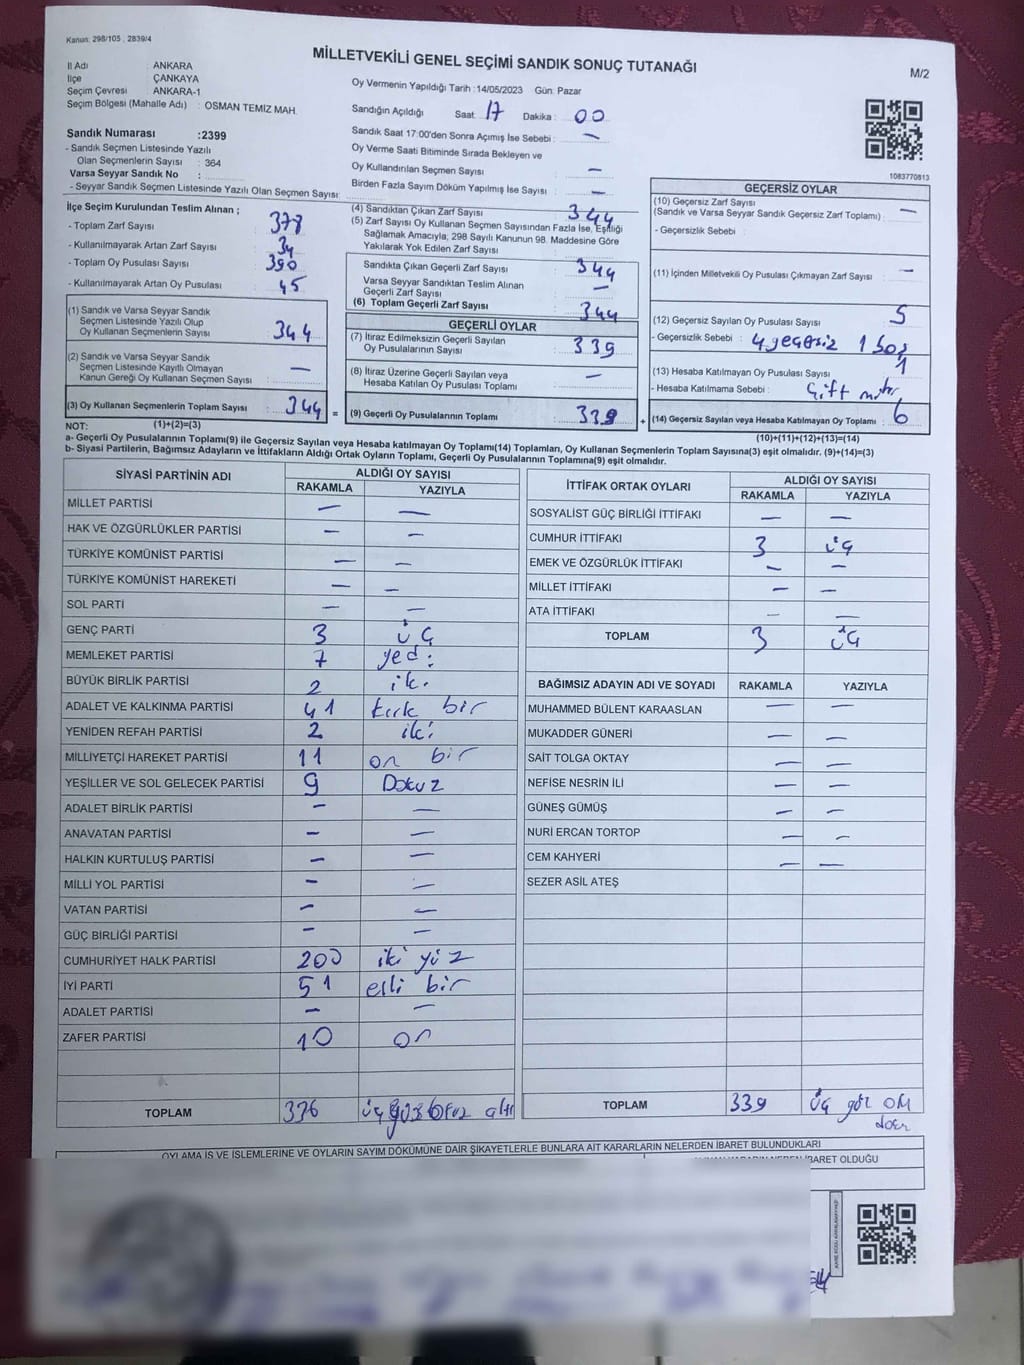 Kanun: 298/105 , 2839/4
MİLLETVEKİLİ GENEL SEÇİMİ SANDIK SONUÇ TUTANAĞI
M/2
İl Adı : ANKARA
İlçe : ÇANKAYA
Seçim Çevresi : ANKARA-1
Seçim Bölgesi (Mahalle Adı) : OSMAN TEMİZ MAH.
Sandık Numarası :2399
- Sandık Seçmen Listesinde Yazılı
Olan Seçmenlerin Sayısı : 364
Varsa Seyyar Sandık No :
- Seyyar Sandık Seçmen Listesinde Yazılı Olan Seçmen Sayısı:
Oy Vermenin Yapıldığı Tarih :14/05/2023 Gün: Pazar
Sandığın Açıldığı Saat: 17 Dakika : 00
Sandık Saat 17:00'den Sonra Açımış İse Sebebi : —
Oy Verme Saati Bitiminde Sırada Bekleyen ve
Oy Kullandırılan Seçmen Sayısı —
Birden Fazla Sayım Döküm Yapılmış İse Sayısı —
1083770813
İlçe Seçim Kurulundan Teslim Alınan ;
- Toplam Zarf Sayısı : 378
- Kullanılmayarak Artan Zarf Sayısı : 34
- Toplam Oy Pusulası Sayısı : 390
- Kullanılmayarak Artan Oy Pusulası : 45
(1) Sandık ve Varsa Seyyar Sandık
Seçmen Listesinde Yazılı Olup
Oy Kullanan Seçmenlerin Sayısı : 344
(2) Sandık ve Varsa Seyyar Sandık
Seçmen Listesinde Kayıtlı Olmayan
Kanun Gereği Oy Kullanan Seçmen Sayısı : —
(3) Oy Kullanan Seçmenlerin Toplam Sayısı : 344 =
(4) Sandıktan Çıkan Zarf Sayısı : 344
(5) Zarf Sayısı Oy Kullanan Seçmen Sayısından Fazla İse, Eşitliği
Sağlamak Amacıyla, 298 Sayılı Kanunun 98. Maddesine Göre
Yakılarak Yok Edilen Zarf Sayısı :
Sandıkta Çıkan Geçerli Zarf Sayısı : 344
Varsa Seyyar Sandıktan Teslim Alınan
Geçerli Zarf Sayısı : —
(6) Toplam Geçerli Zarf Sayısı : 344
GEÇERLİ OYLAR
(7) İtiraz Edilmeksizin Geçerli Sayılan
Oy Pusulalarının Sayısı : 339
(8) İtiraz Üzerine Geçerli Sayılan veya
Hesaba Katılan Oy Pusulası Toplamı : —
(9) Geçerli Oy Pusulalarının Toplamı : 339 +
GEÇERSİZ OYLAR
(10) Geçersiz Zarf Sayısı
(Sandık ve Varsa Seyyar Sandık Geçersiz Zarf Toplamı) : —
- Geçersizlik Sebebi :
(11) İçinden Milletvekili Oy Pusulası Çıkmayan Zarf Sayısı : —
(12) Geçersiz Sayılan Oy Pusulası Sayısı : 5
- Geçersizlik Sebebi : 4 geçersiz 1 boş
(13) Hesaba Katılmayan Oy Pusulası Sayısı : 1
- Hesaba Katılmama Sebebi : Çift
(14) Geçersiz Sayılan veya Hesaba Katılmayan Oy Toplamı : 6
NOT: (1)+(2)=(3)
(10)+(11)+(12)+(13)=(14)
a- Geçerli Oy Pusulalarının Toplamı(9) ile Geçersiz Sayılan veya Hesaba katılmayan Oy Toplamı(14) Toplamları, Oy Kullanan Seçmenlerin Toplam Sayısına(3) eşit olmalıdır. (9)+(14)=(3)
b- Siyasi Partilerin, Bağımsız Adayların ve İttifakların Aldığı Ortak Oyların Toplamı, Geçerli Oy Pusulalarının Toplamına(9) eşit olmalıdır.
SİYASİ PARTİNİN ADI ALDIĞI OY SAYISI
RAKAMLA YAZIYLA
MİLLET PARTİSİ — —
HAK VE ÖZGÜRLÜKLER PARTİSİ — —
TÜRKİYE KOMÜNİST PARTİSİ — —
TÜRKİYE KOMÜNİST HAREKETİ — —
SOL PARTİ — —
GENÇ PARTİ 3 üç
MEMLEKET PARTİSİ 7 yedi
BÜYÜK BİRLİK PARTİSİ 2 iki
ADALET VE KALKINMA PARTİSİ 41 kırk bir
YENİDEN REFAH PARTİSİ 2 iki
MİLLİYETÇİ HAREKET PARTİSİ 11 on bir
YEŞİLLER VE SOL GELECEK PARTİSİ 9 Dokuz
ADALET BİRLİK PARTİSİ — —
ANAVATAN PARTİSİ — —
HALKIN KURTULUŞ PARTİSİ — —
MİLLİ YOL PARTİSİ — —
VATAN PARTİSİ — —
GÜÇ BİRLİĞİ PARTİSİ — —
CUMHURİYET HALK PARTİSİ 200 iki yüz
İYİ PARTİ 51 elli bir
ADALET PARTİSİ — —
ZAFER PARTİSİ 10 on
TOPLAM 336 üç yüz otuz altı
İTTİFAK ORTAK OYLARI ALDIĞI OY SAYISI
RAKAMLA YAZIYLA
SOSYALİST GÜÇ BİRLİĞİ İTTİFAKI — —
CUMHUR İTTİFAKI 3 üç
EMEK VE ÖZGÜRLÜK İTTİFAKI — —
MİLLET İTTİFAKI — —
ATA İTTİFAKI — —
TOPLAM 3 üç
BAĞIMSIZ ADAYIN ADI VE SOYADI RAKAMLA YAZIYLA
MUHAMMED BÜLENT KARAASLAN — —
MUKADDER GÜNERİ — —
SAİT TOLGA OKTAY — —
NEFİSE NESRİN İLİ — —
GÜNEŞ GÜMÜŞ — —
NURİ ERCAN TORTOP — —
CEM KAHYERİ — —
SEZER ASİL ATEŞ
TOPLAM 339 üç yüz
OYLAMA İŞ VE İŞLEMLERİNE VE OYLARIN SAYIM DÖKÜMÜNE DAİR ŞİKAYETLERLE BUNLARA AİT KARARLARIN NELERDEN İBARET BULUNDUKLARI
İBARET OLDUĞU